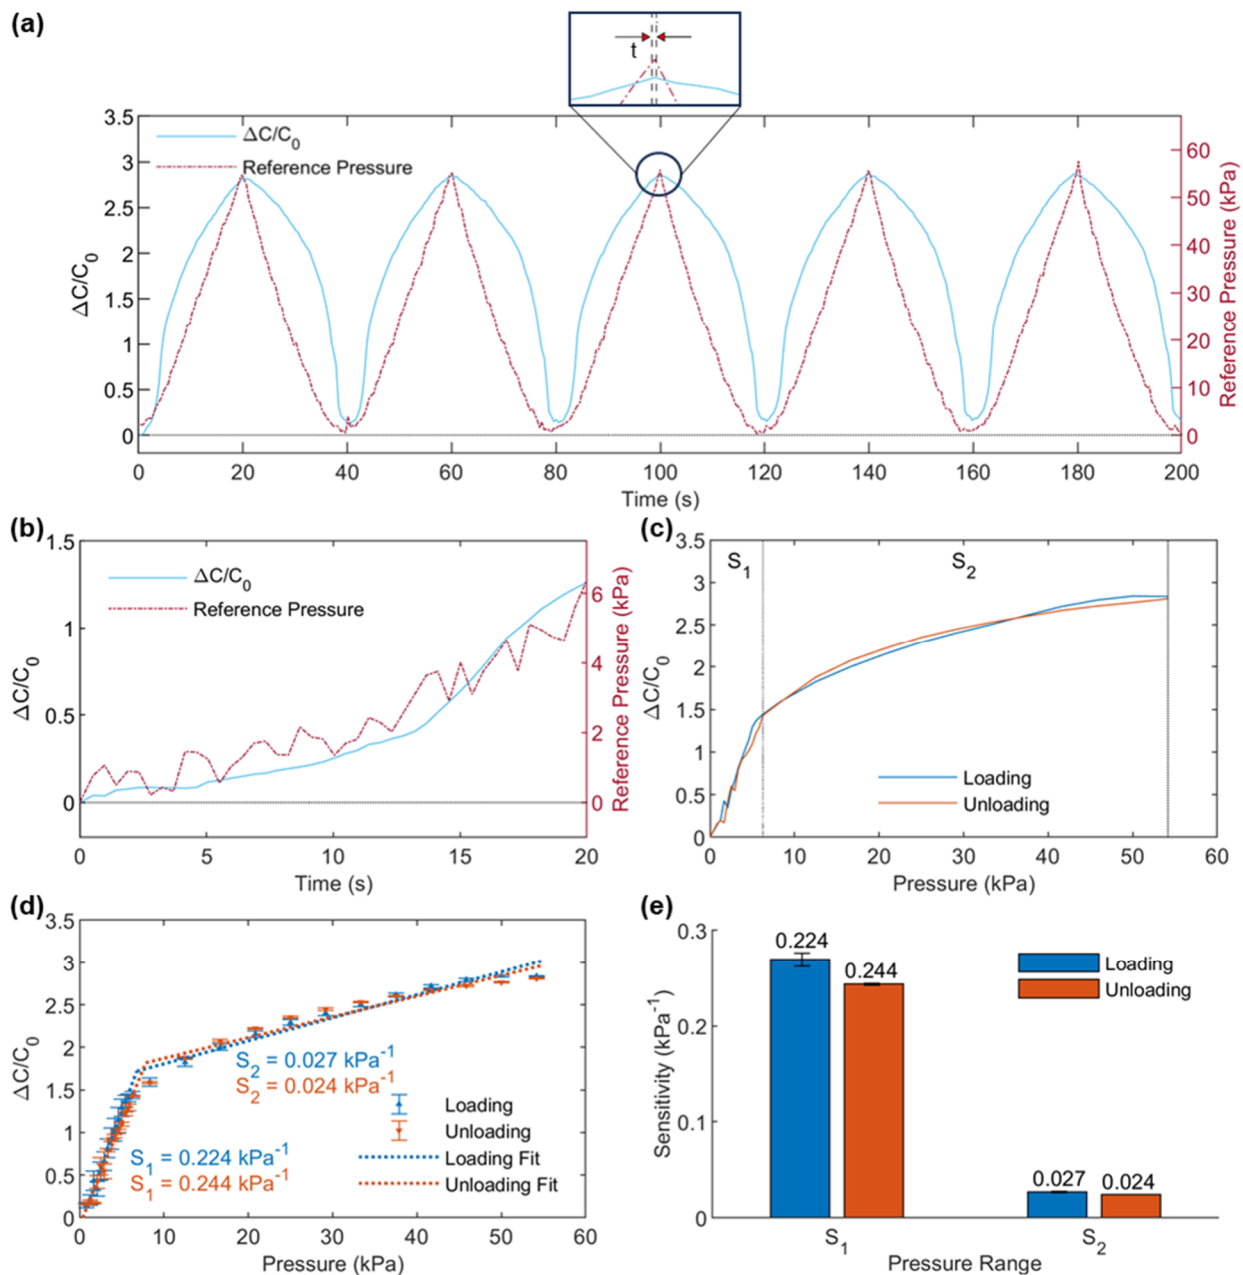 (a)
t
ΔC/C0
Reference Pressure
3.5
3
2.5
2
1.5
1
0.5
0
ΔC/C0
60
50
40
30
20
10
0
Reference Pressure (kPa)
0 20 40 60 80 100 120 140 160 180 200
Time (s)
(b)
ΔC/C0
Reference Pressure
1.5
1
0.5
0
ΔC/C0
6
4
2
0
Reference Pressure (kPa)
0 5 10 15 20
Time (s)
(c)
S1 S2
3.5
3
2.5
2
1.5
1
0.5
0
ΔC/C0
Loading
Unloading
0 10 20 30 40 50 60
Pressure (kPa)
(d)
3.5
3
2.5
2
1.5
1
0.5
0
ΔC/C0
S2 = 0.027 kPa-1
S2 = 0.024 kPa-1
S1 = 0.224 kPa-1
S1 = 0.244 kPa-1
Loading
Unloading
Loading Fit
Unloading Fit
0 10 20 30 40 50 60
Pressure (kPa)
(e)
0.3
0.2
0.1
0
Sensitivity (kPa-1)
0.224
0.244
0.027 0.024
Loading
Unloading
S1 S2
Pressure Range